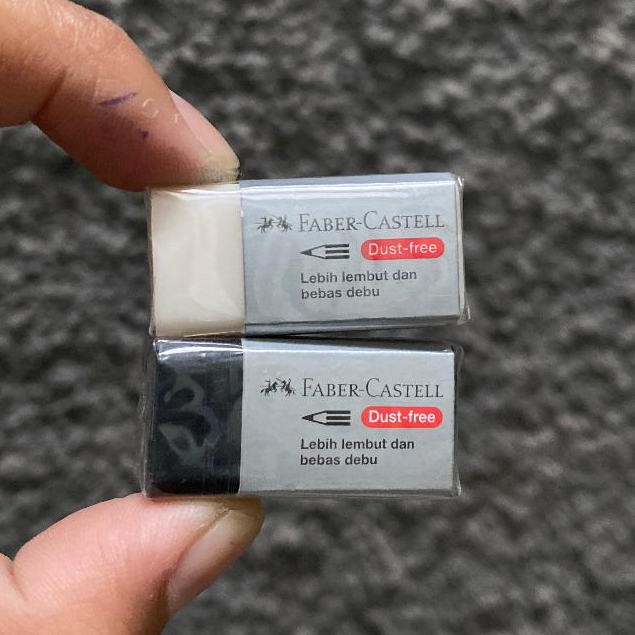 FABER-CASTELL
Dust-free
Lebih lembut dan
bebas debu
FABER-CASTELL
Dust-free
Lebih lembut dan
bebas debu